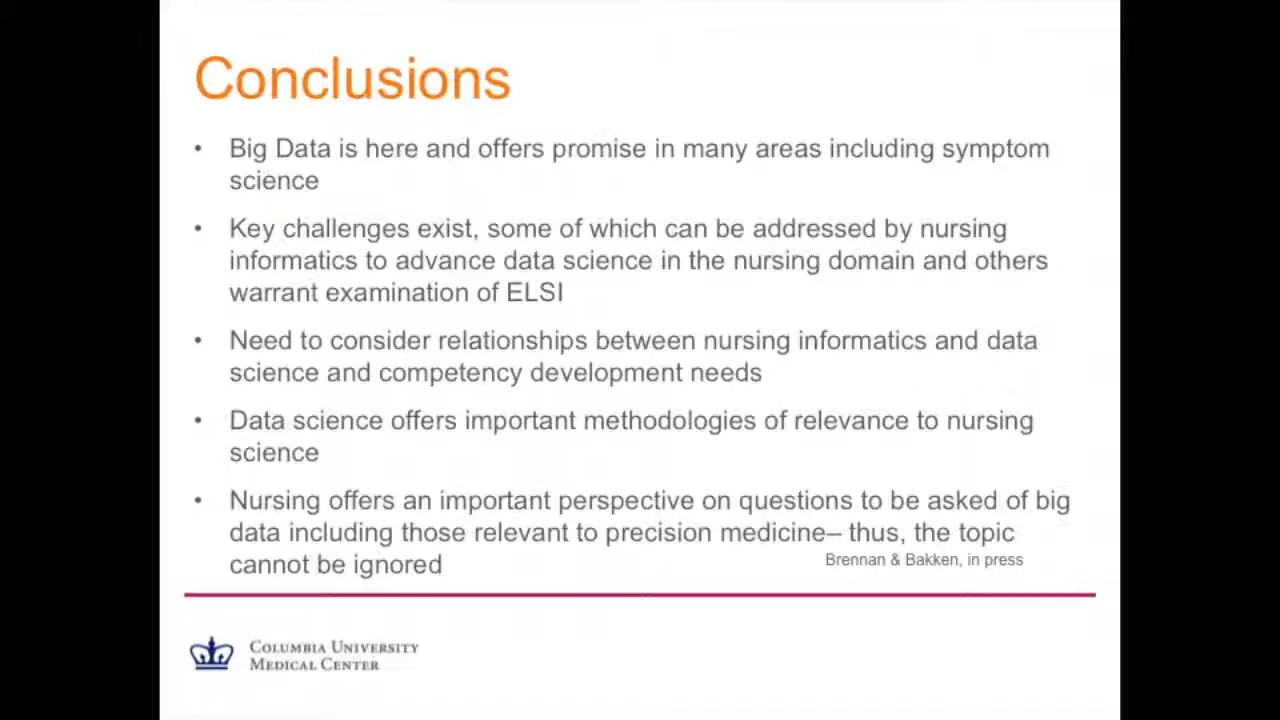 Conclusions
• Big Data is here and offers promise in many areas including symptom
science
• Key challenges exist, some of which can be addressed by nursing
informatics to advance data science in the nursing domain and others
warrant examination of ELSI
• Need to consider relationships between nursing informatics and data
science and competency development needs
• Data science offers important methodologies of relevance to nursing
science
• Nursing offers an important perspective on questions to be asked of big
data including those relevant to precision medicine– thus, the topic
cannot be ignored
Brennan & Bakken, in press
COLUMBIA UNIVERSITY
MEDICAL CENTER